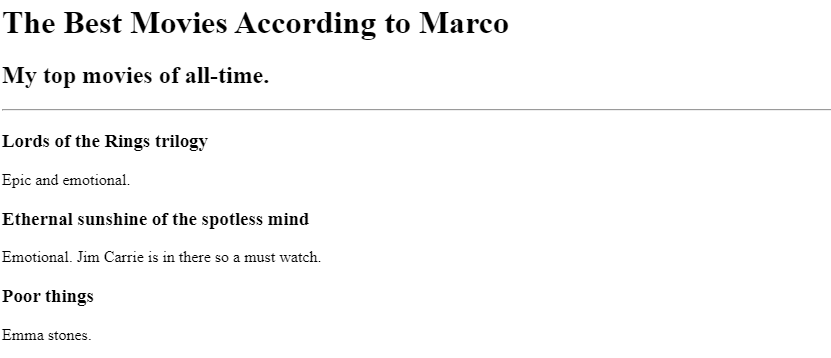 The Best Movies According to Marco
My top movies of all-time.
Lords of the Rings trilogy
Epic and emotional.
Ethernal sunshine of the spotless mind
Emotional. Jim Carrie is in there so a must watch.
Poor things
Emma stones.